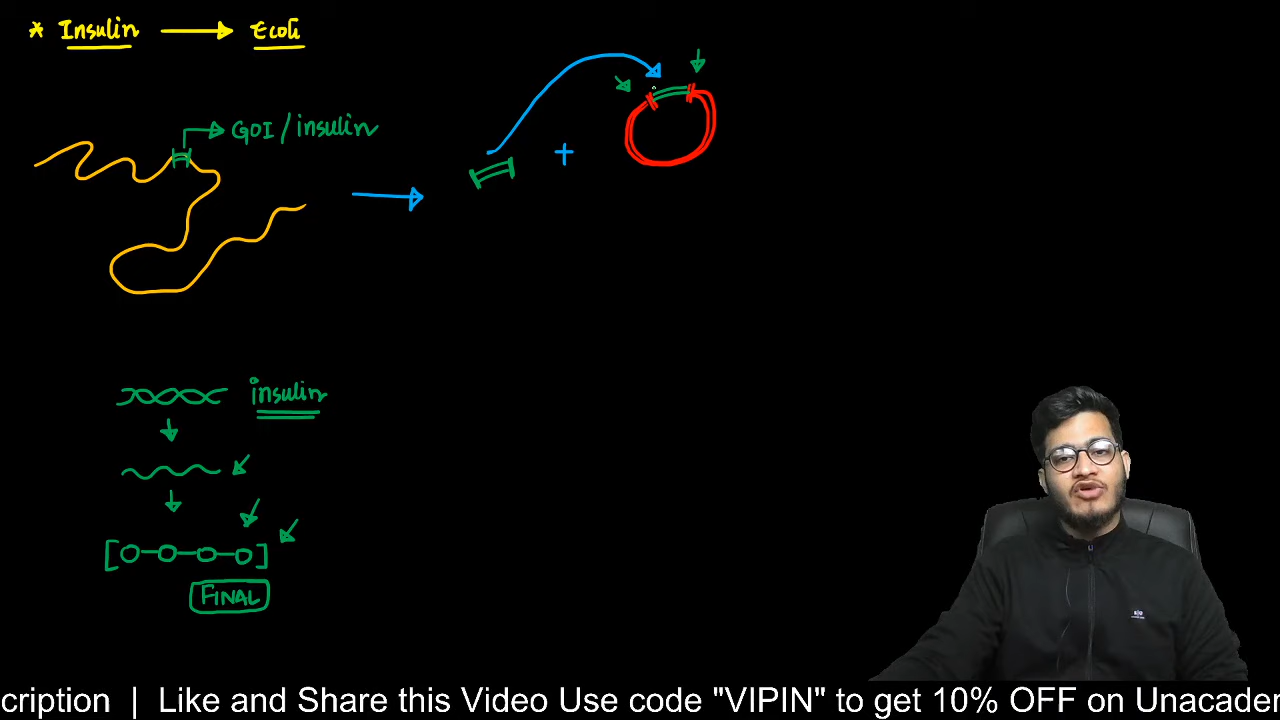 * Insulin → Ecoli
GOI/insulin
+
insulin
FINAL
cription | Like and Share this Video Use code "VIPIN" to get 10% OFF on Unacader